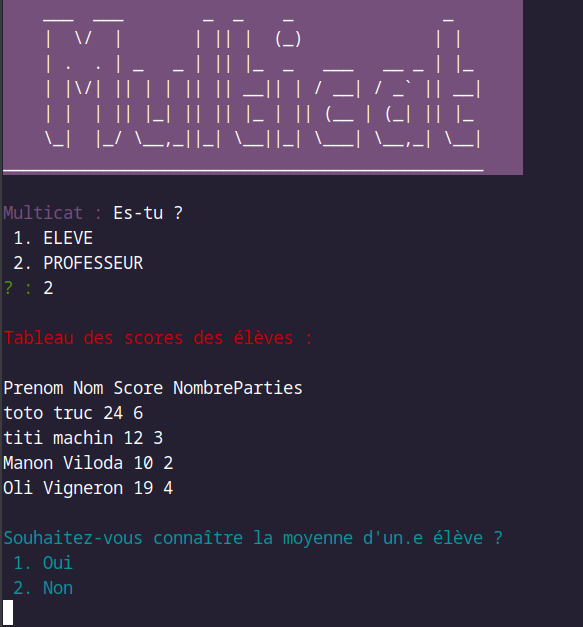 Multicat
Multicat : Es-tu ?
1. ELEVE
2. PROFESSEUR
? : 2
Tableau des scores des élèves :
Prenom Nom Score NombreParties
toto truc 24 6
titi machin 12 3
Manon Viloda 10 2
Oli Vigneron 19 4
Souhaitez-vous connaître la moyenne d'un.e élève ?
1. Oui
2. Non